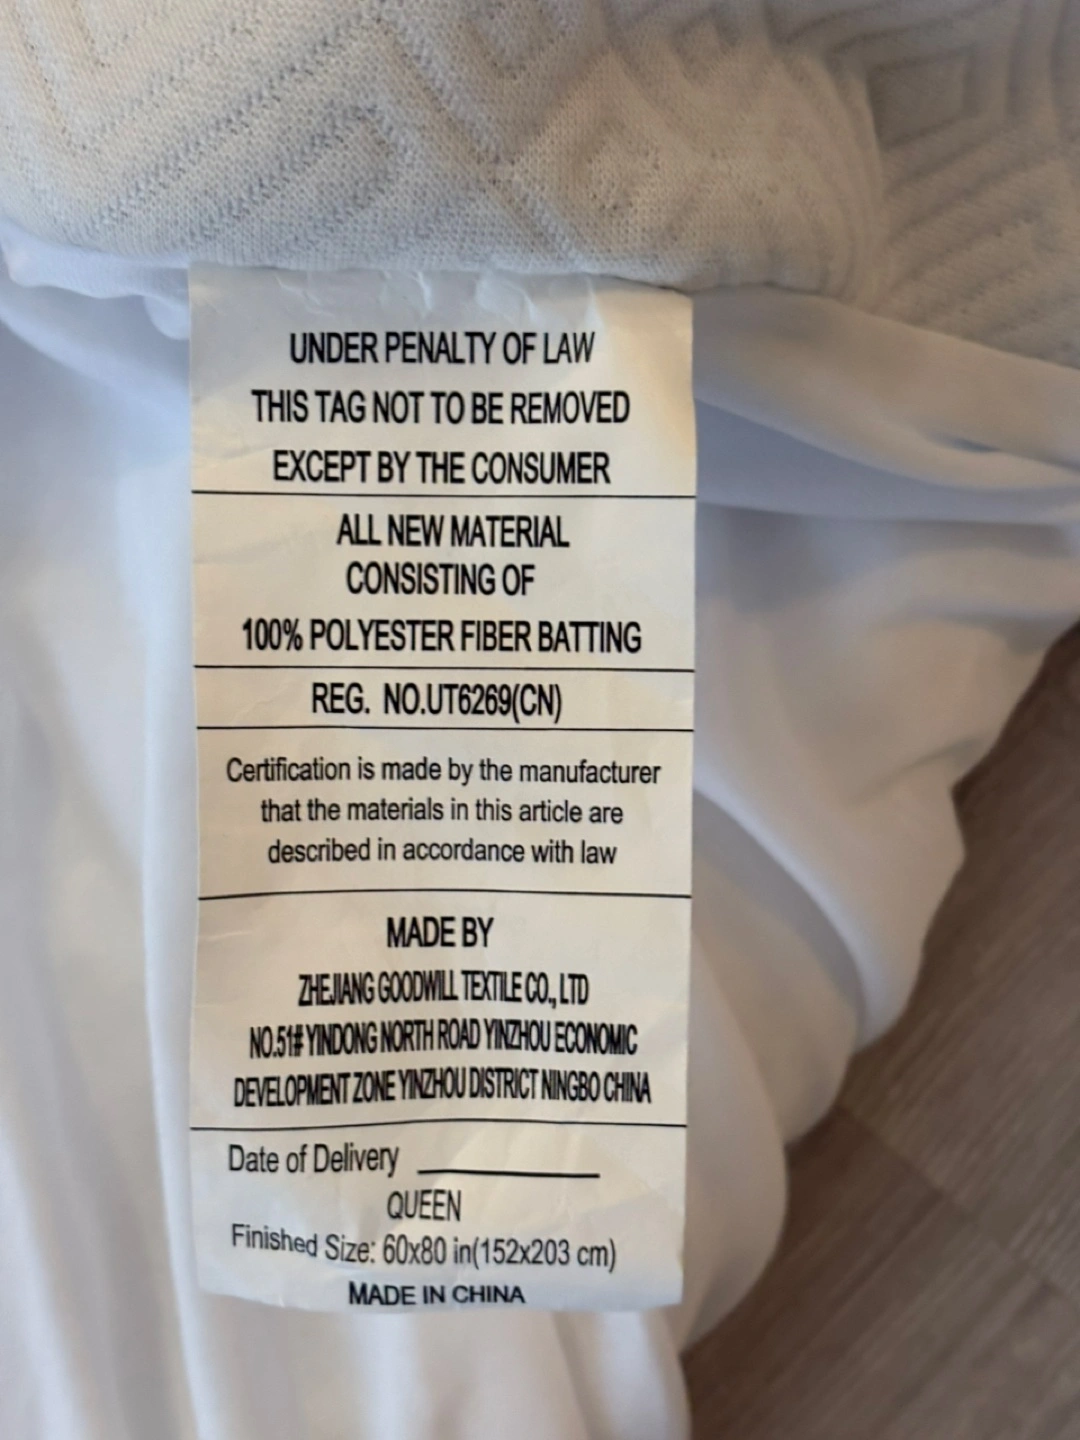 UNDER PENALTY OF LAW
THIS TAG NOT TO BE REMOVED
EXCEPT BY THE CONSUMER
ALL NEW MATERIAL
CONSISTING OF
100% POLYESTER FIBER BATTING
REG. NO.UT6269(CN)
Certification is made by the manufacturer
that the materials in this article are
described in accordance with law
MADE BY
ZHEJIANG GOODWILL TEXTILE CO., LTD
NO.51# YINDONG NORTH ROAD YINZHOU ECONOMIC
DEVELOPMENT ZONE YINZHOU DISTRICT NINGBO CHINA
Date of Delivery
QUEEN
Finished Size: 60x80 in(152x203 cm)
MADE IN CHINA